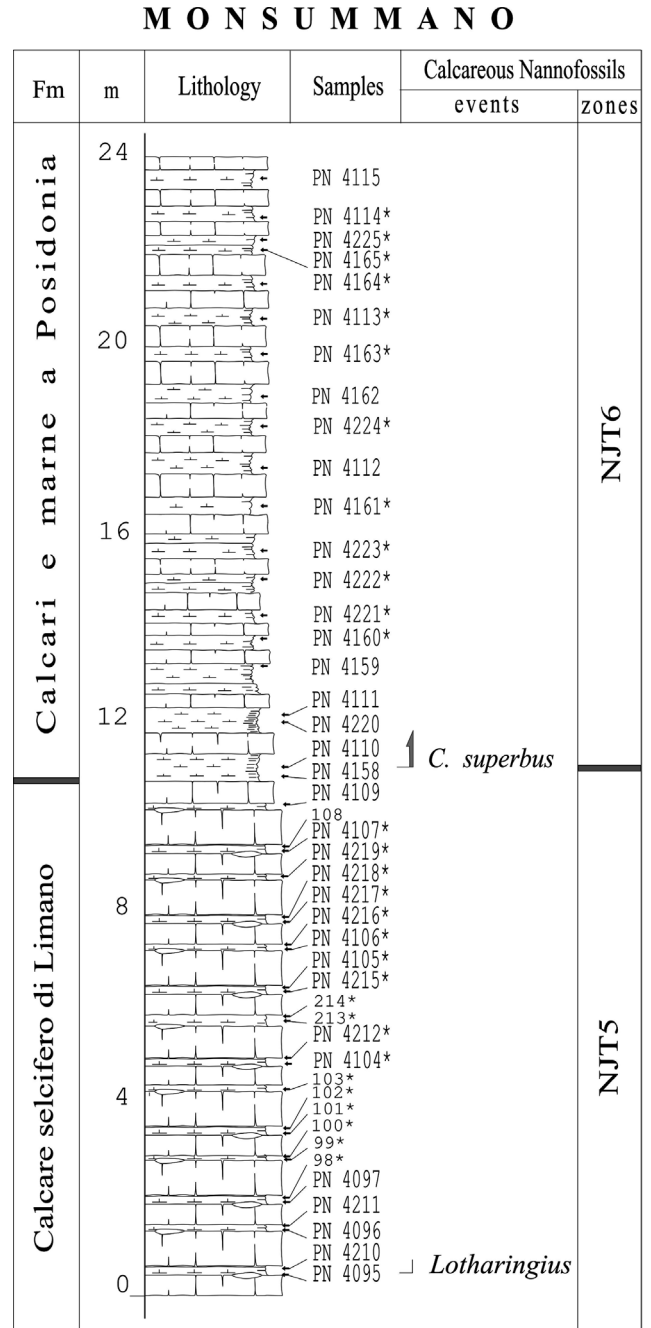 MONSUMMANO
Fm
m
Lithology
Samples
Calcareous Nannofossils
events
zones
Calcari e marne a Posidonia
Calcare selcifero di Limano
24
20
16
12
8
4
0
PN 4115
PN 4114*
PN 4225*
PN 4165*
PN 4164*
PN 4113*
PN 4163*
PN 4162
PN 4224*
PN 4112
PN 4161*
PN 4223*
PN 4222*
PN 4221*
PN 4160*
PN 4159
PN 4111
PN 4220
PN 4110
PN 4158
PN 4109
108
PN 4107*
PN 4219*
PN 4218*
PN 4217*
PN 4216*
PN 4106*
PN 4105*
PN 4215*
214*
213*
PN 4212*
PN 4104*
103*
102*
101*
100*
99*
98*
PN 4097
PN 4211
PN 4096
PN 4210
PN 4095
C. superbus
Lotharingius
NJT6
NJT5